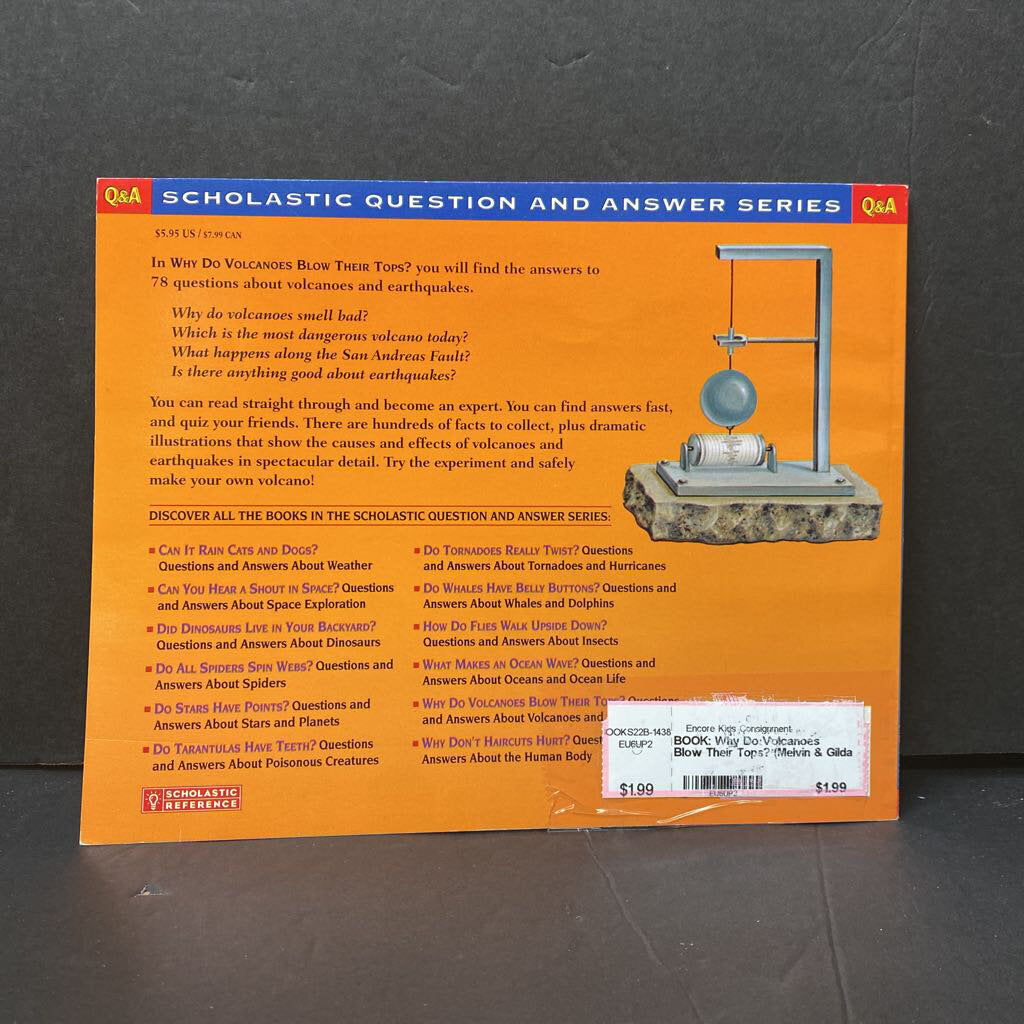 Q&A SCHOLASTIC QUESTION AND ANSWER SERIES Q&A
$5.95 US / $7.99 CAN
In WHY DO VOLCANOES BLOW THEIR TOPS? you will find the answers to
78 questions about volcanoes and earthquakes.
Why do volcanoes smell bad?
Which is the most dangerous volcano today?
What happens along the San Andreas Fault?
Is there anything good about earthquakes?
You can read straight through and become an expert. You can find answers fast,
and quiz your friends. There are hundreds of facts to collect, plus dramatic
illustrations that show the causes and effects of volcanoes and
earthquakes in spectacular detail. Try the experiment and safely
make your own volcano!
DISCOVER ALL THE BOOKS IN THE SCHOLASTIC QUESTION AND ANSWER SERIES:
CAN IT RAIN CATS AND DOGS?
Questions and Answers About Weather
CAN YOU HEAR A SHOUT IN SPACE? Questions
and Answers About Space Exploration
DID DINOSAURS LIVE IN YOUR BACKYARD?
Questions and Answers About Dinosaurs
DO ALL SPIDERS SPIN WEBS? Questions and
Answers About Spiders
DO STARS HAVE POINTS? Questions and
Answers About Stars and Planets
DO TARANTULAS HAVE TEETH? Questions
and Answers About Poisonous Creatures
DO TORNADOES REALLY TWIST? Questions
and Answers About Tornadoes and Hurricanes
DO WHALES HAVE BELLY BUTTONS? Questions and
Answers About Whales and Dolphins
HOW DO FLIES WALK UPSIDE DOWN?
Questions and Answers About Insects
WHAT MAKES AN OCEAN WAVE? Questions and
Answers About Oceans and Ocean Life
WHY DO VOLCANOES BLOW THEIR TOPS? Questions
and Answers About Volcanoes and
WHY DON'T HAIRCUTS HURT? Quest
Answers About the Human Body
SCHOLASTIC
REFERENCE
OOKS22B-1438
EU6UP2
Encore Kids Consignment
BOOK: Why Do Volcanoes
Blow Their Tops? (Melvin & Gilda
$1.99
EU6UP2
$1.99